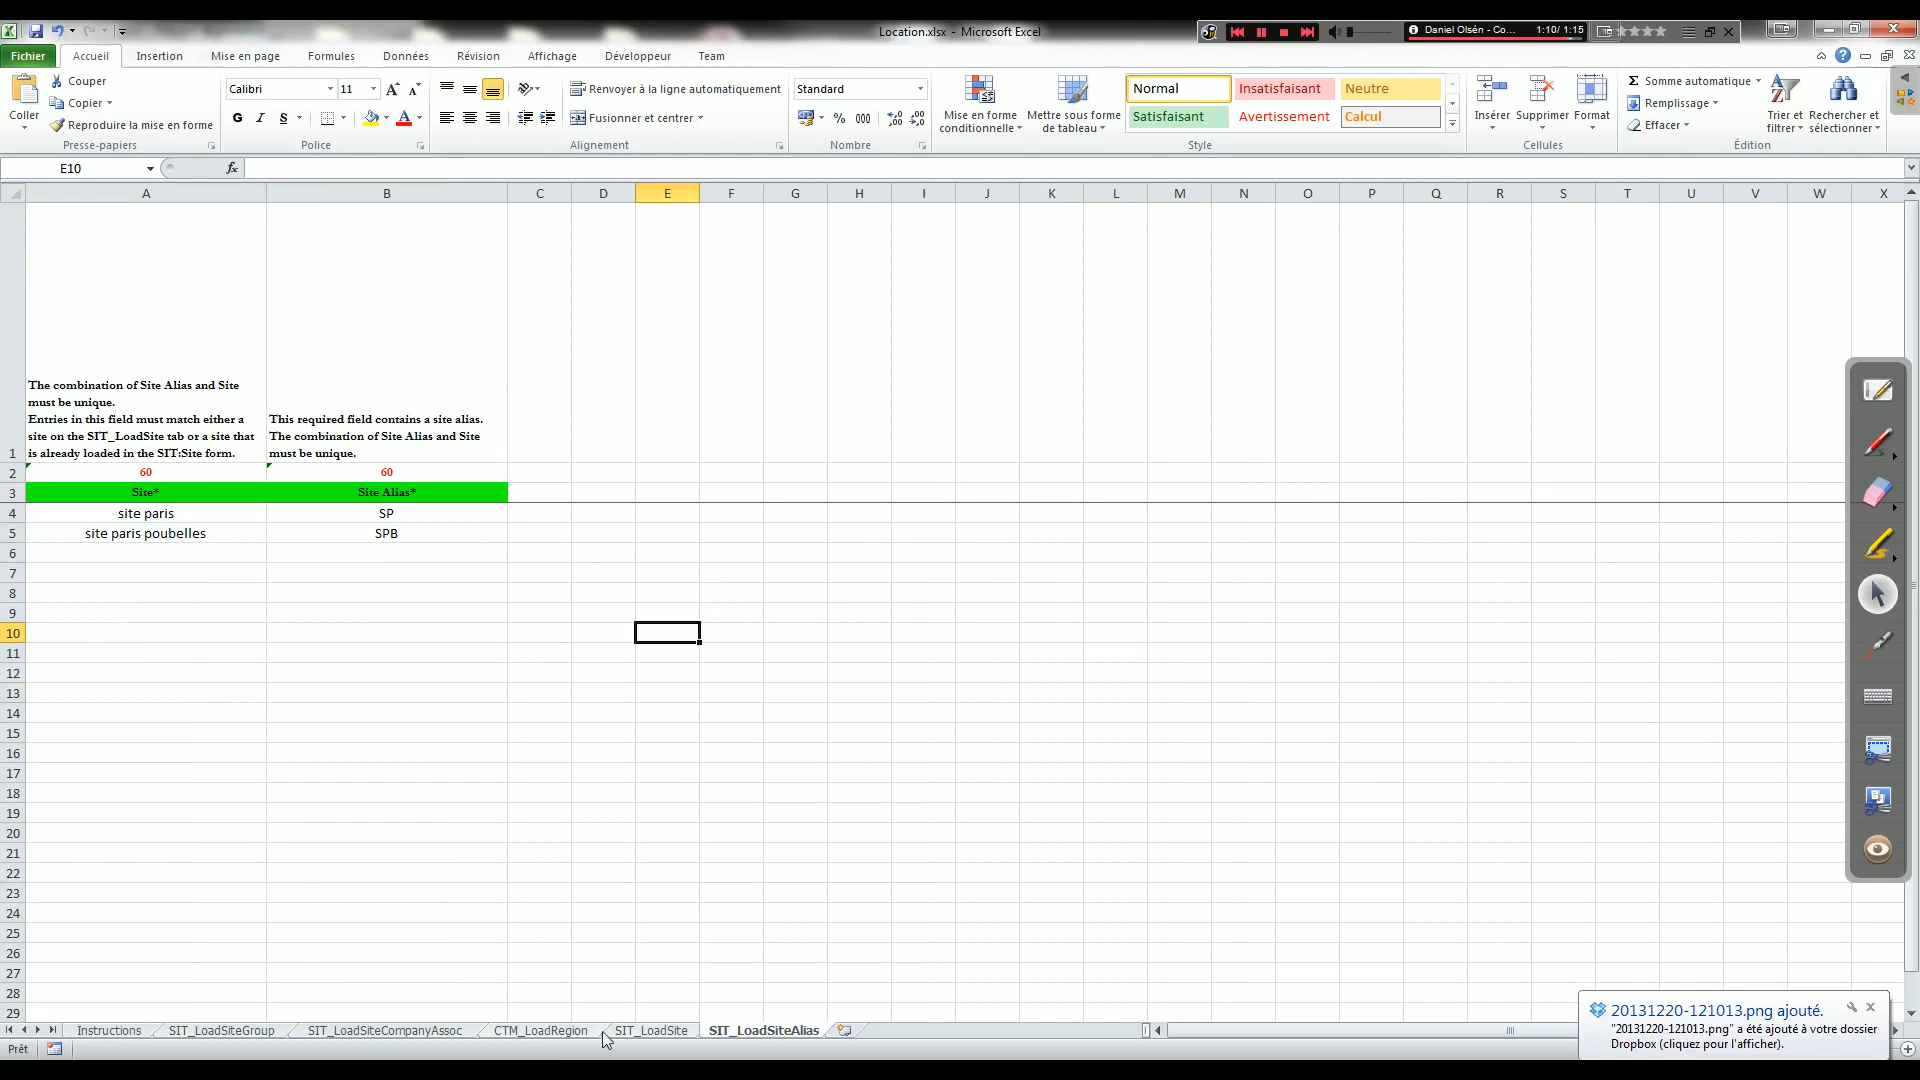 Location.xlsx - Microsoft Excel
Daniel Olsén - Co... 1:10/ 1:15
Fichier Accueil Insertion Mise en page Formules Données Révision Affichage Développeur Team
Couper
Copier
Reproduire la mise en forme
Coller
Presse-papiers
Calibri 11
G I S
Police
Renvoyer à la ligne automatiquement
Fusionner et centrer
Alignement
Standard
% 000
Nombre
Mise en forme conditionnelle
Mettre sous forme de tableau
Normal Insatisfaisant Neutre
Satisfaisant Avertissement Calcul
Style
Insérer Supprimer Format
Cellules
Somme automatique
Remplissage
Effacer
Trier et filtrer
Rechercher et sélectionner
Édition
E10 fx
A B C D E F G H I J K L M N O P Q R S T U V W X
The combination of Site Alias and Site
must be unique.
Entries in this field must match either a
site on the SIT_LoadSite tab or a site that
is already loaded in the SIT:Site form.
This required field contains a site alias.
The combination of Site Alias and Site
must be unique.
1
2 60 60
3 Site* Site Alias*
4 site paris SP
5 site paris poubelles SPB
6
7
8
9
10
11
12
13
14
15
16
17
18
19
20
21
22
23
24
25
26
27
28
29
Instructions SIT_LoadSiteGroup SIT_LoadSiteCompanyAssoc CTM_LoadRegion SIT_LoadSite SIT_LoadSiteAlias
Prêt
20131220-121013.png ajouté.
"20131220-121013.png" a été ajouté à votre dossier
Dropbox (cliquez pour l'afficher).